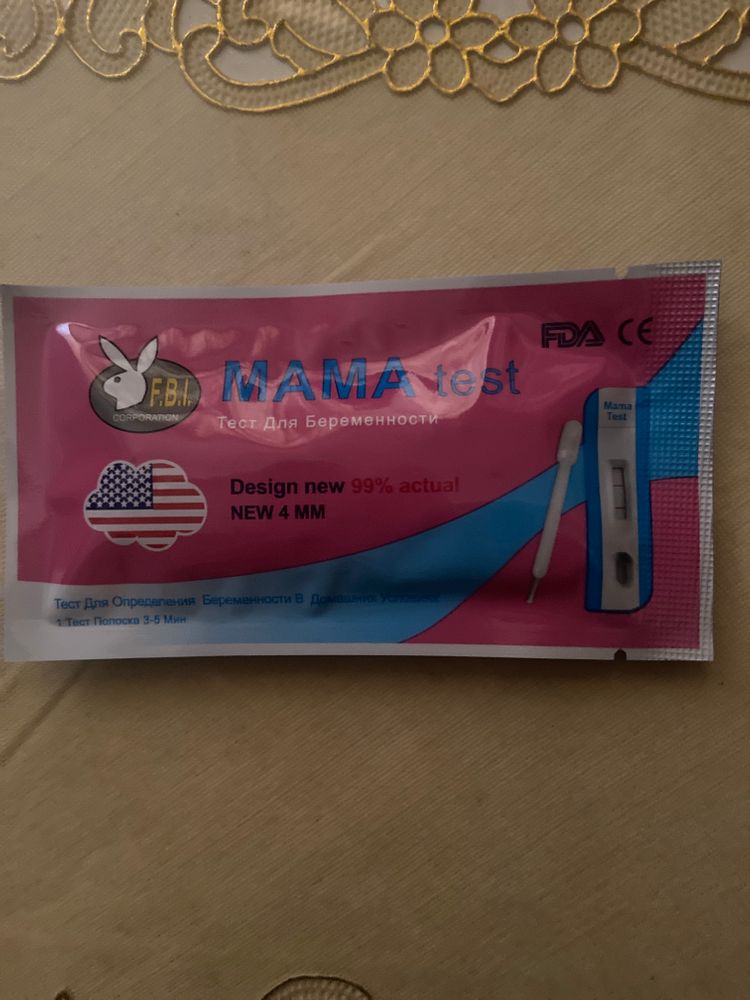 FDA CE
F.B.I.
CORPORATION
MAMA test
Тест Для Беременности
Mama
Test
Design new 99% actual
NEW 4 MM
Тест Для Определения Беременности В Домашних Условиях
1 Тест Полоска 3-5 Мин